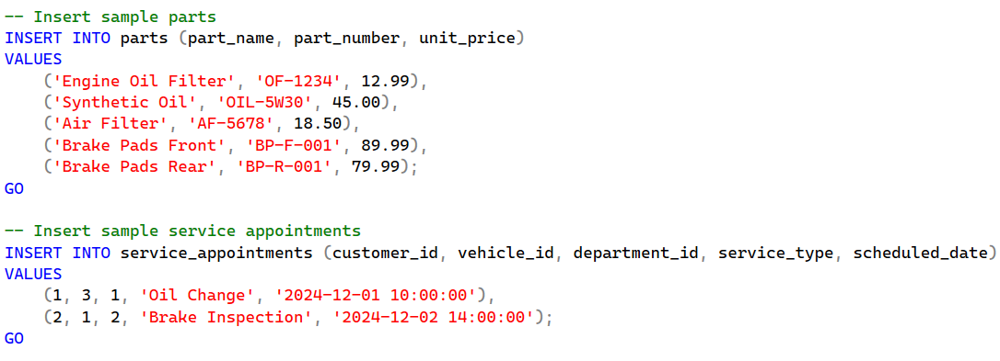 -- Insert sample parts
INSERT INTO parts (part_name, part_number, unit_price)
VALUES
    ('Engine Oil Filter', 'OF-1234', 12.99),
    ('Synthetic Oil', 'OIL-5W30', 45.00),
    ('Air Filter', 'AF-5678', 18.50),
    ('Brake Pads Front', 'BP-F-001', 89.99),
    ('Brake Pads Rear', 'BP-R-001', 79.99);
GO

-- Insert sample service appointments
INSERT INTO service_appointments (customer_id, vehicle_id, department_id, service_type, scheduled_date)
VALUES
    (1, 3, 1, 'Oil Change', '2024-12-01 10:00:00'),
    (2, 1, 2, 'Brake Inspection', '2024-12-02 14:00:00');
GO